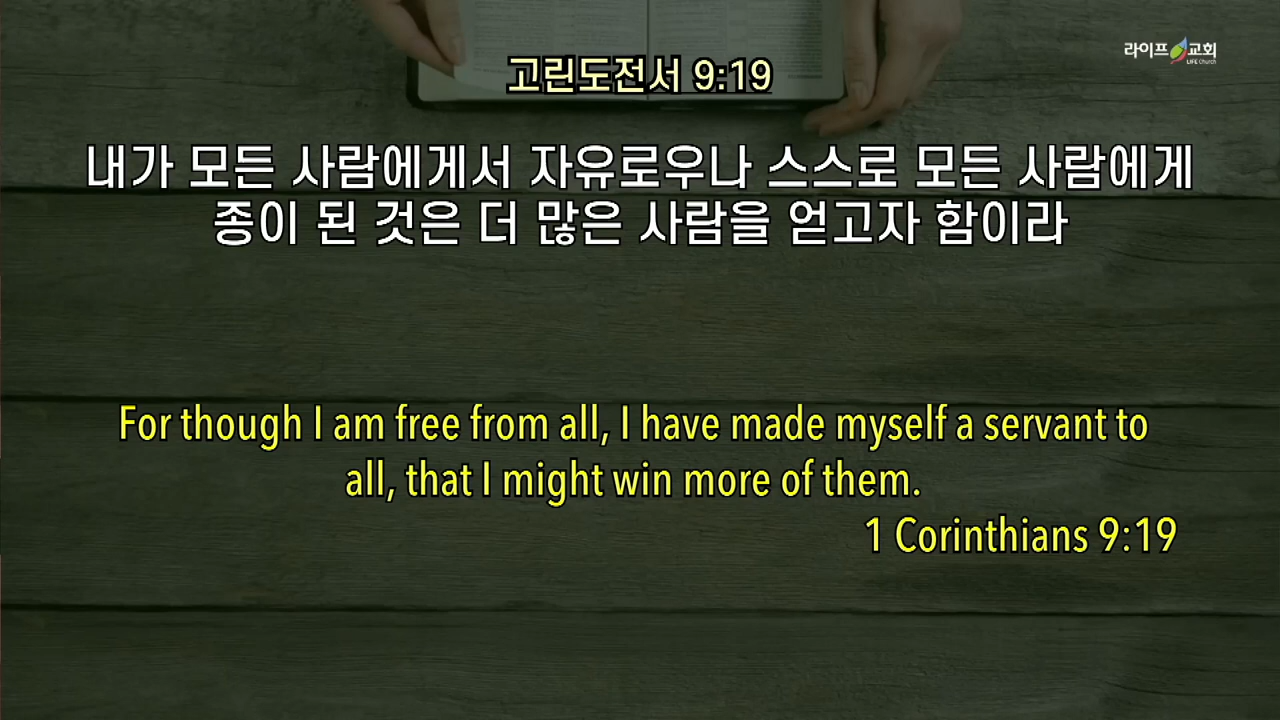 라이프교회
LIFE Church
고린도전서 9:19
내가 모든 사람에게서 자유로우나 스스로 모든 사람에게
종이 된 것은 더 많은 사람을 얻고자 함이라
For though I am free from all, I have made myself a servant to
all, that I might win more of them.
1 Corinthians 9:19